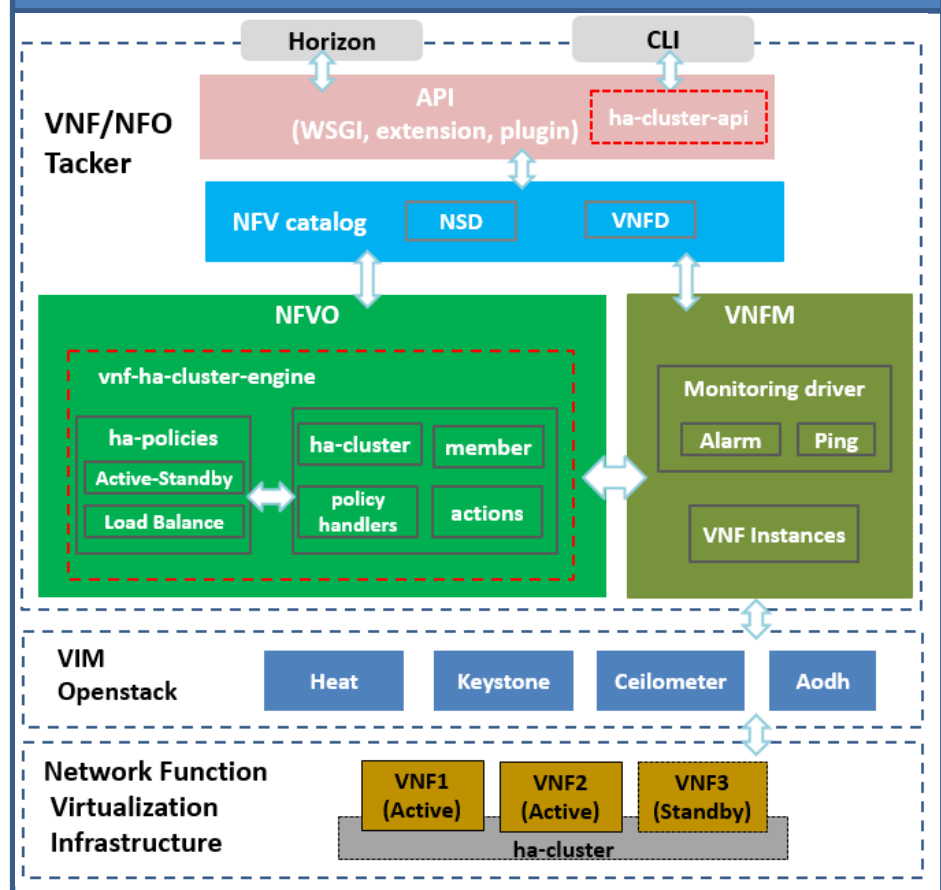 Horizon
CLI
VNF/NFO
Tacker
API
(WSGI, extension, plugin)
ha-cluster-api
NFV catalog
NSD
VNFD
NFVO
vnf-ha-cluster-engine
ha-policies
Active-Standby
Load Balance
ha-cluster
member
policy
handlers
actions
VNFM
Monitoring driver
Alarm
Ping
VNF Instances
VIM
Openstack
Heat
Keystone
Ceilometer
Aodh
Network Function
Virtualization
Infrastructure
VNF1
(Active)
VNF2
(Active)
VNF3
(Standby)
ha-cluster